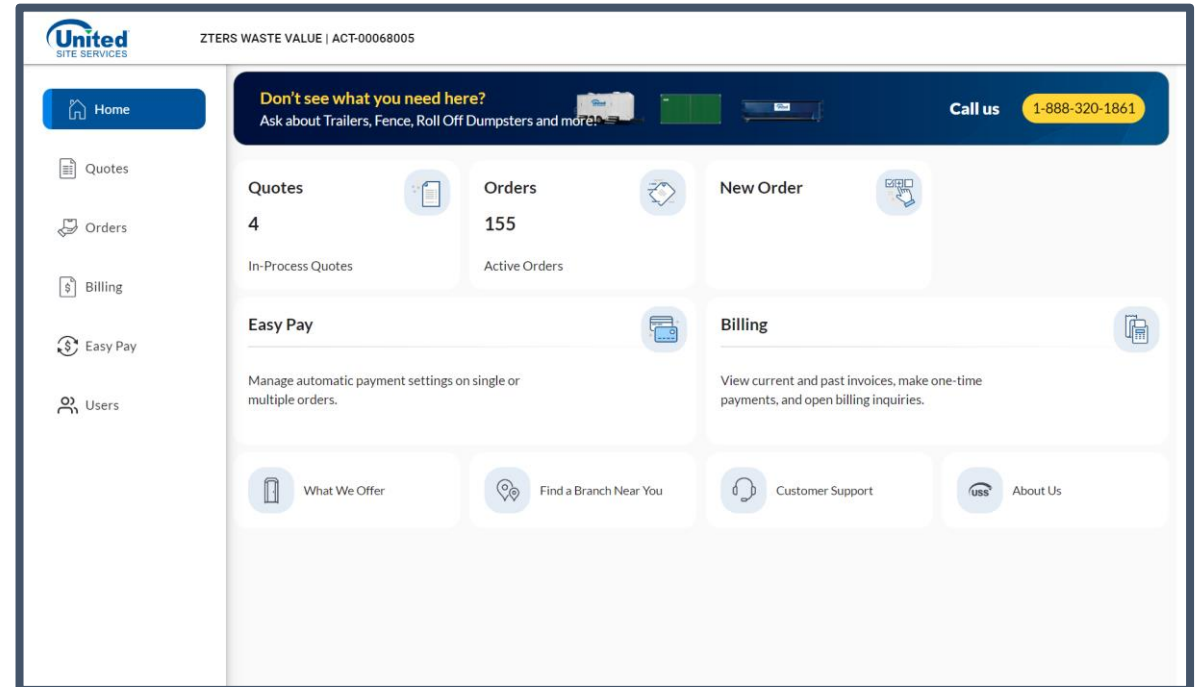 United
SITE SERVICES
ZTERS WASTE VALUE | ACT-00068005
Home
Quotes
Orders
Billing
Easy Pay
Users
Don't see what you need here?
Ask about Trailers, Fence, Roll Off Dumpsters and more!
Call us
1-888-320-1861
Quotes
4
In-Process Quotes
Orders
155
Active Orders
New Order
Easy Pay
Manage automatic payment settings on single or
multiple orders.
Billing
View current and past invoices, make one-time
payments, and open billing inquiries.
What We Offer
Find a Branch Near You
Customer Support
USS
About Us